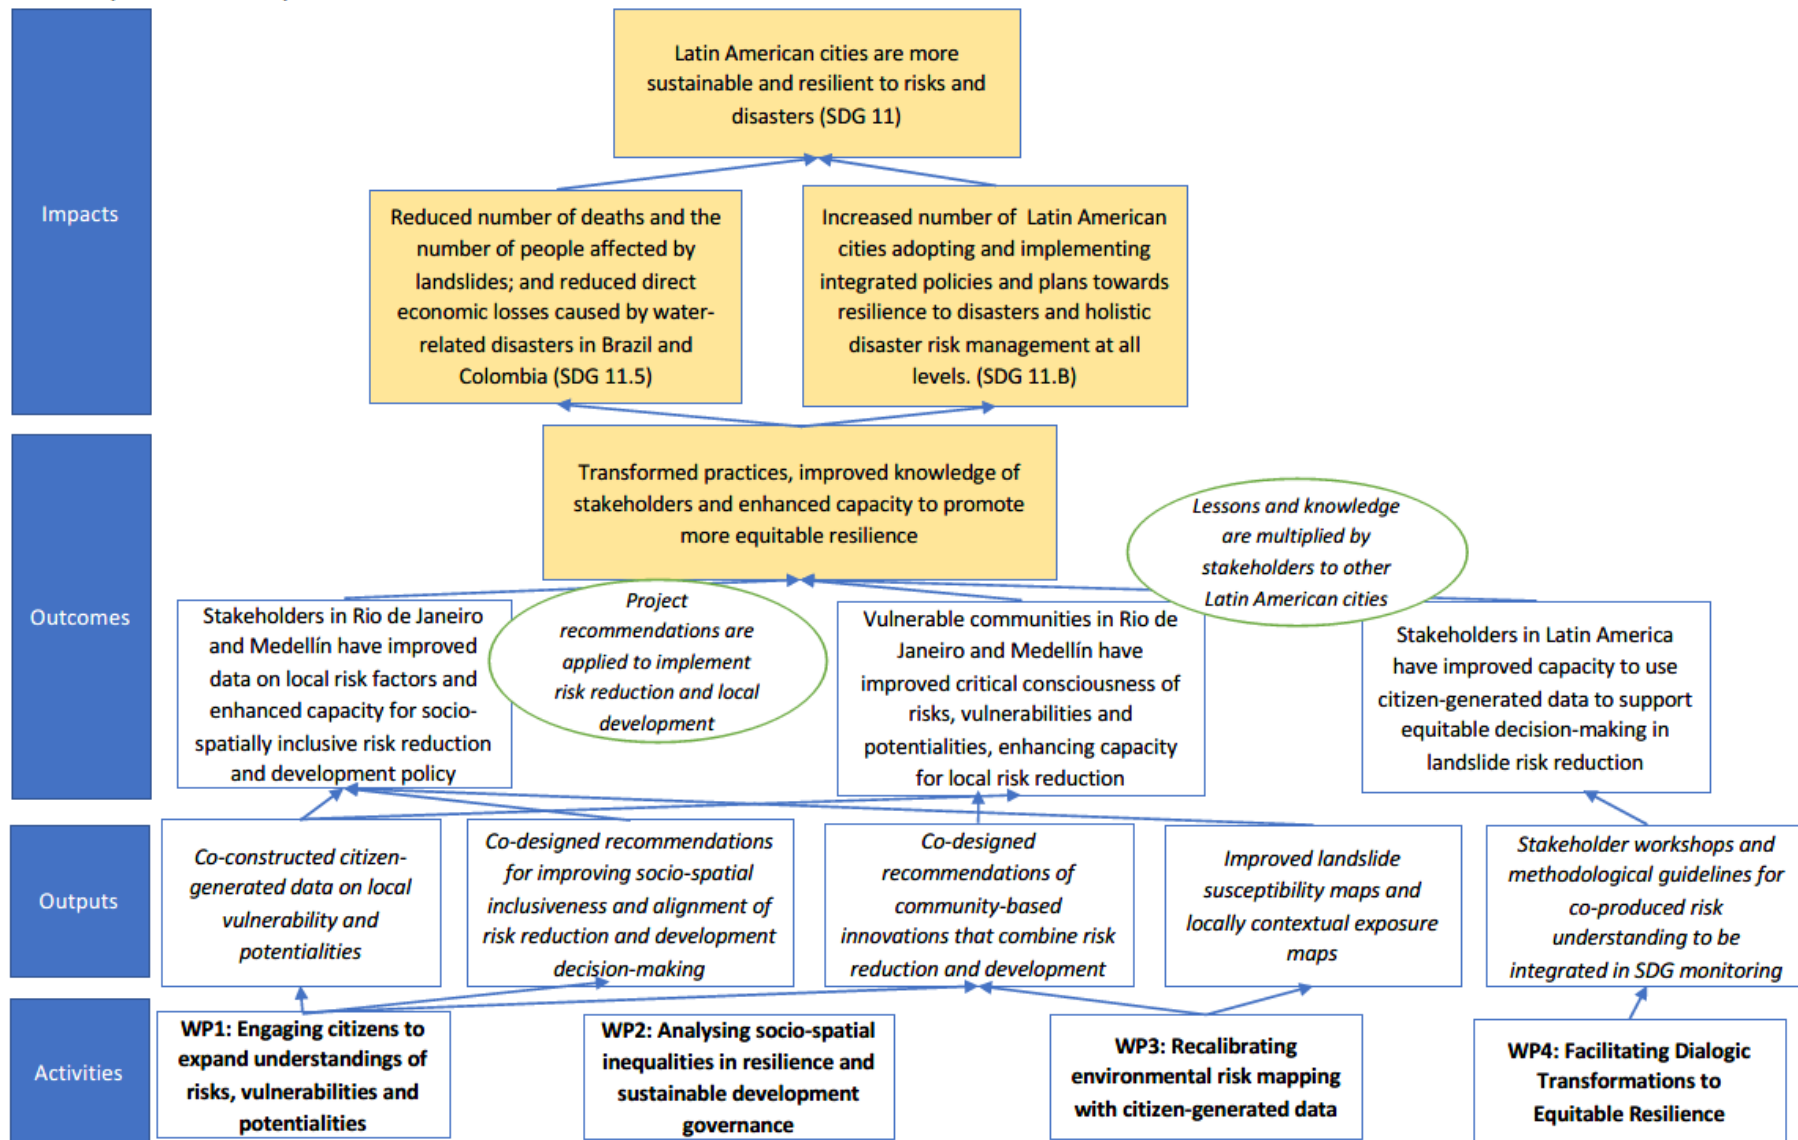 Latin American cities are more
sustainable and resilient to risks and
disasters (SDG 11)
Impacts
Reduced number of deaths and the
number of people affected by
landslides; and reduced direct
economic losses caused by water-
related disasters in Brazil and
Colombia (SDG 11.5)
Increased number of Latin American
cities adopting and implementing
integrated policies and plans towards
resilience to disasters and holistic
disaster risk management at all
levels. (SDG 11.B)
Outcomes
Transformed practices, improved knowledge of
stakeholders and enhanced capacity to promote
more equitable resilience
Lessons and knowledge
are multiplied by
stakeholders to other
Latin American cities
Stakeholders in Rio de Janeiro
and Medellín have improved
data on local risk factors and
enhanced capacity for socio-
spatially inclusive risk reduction
and development policy
Project
recommendations are
applied to implement
risk reduction and local
development
Vulnerable communities in Rio de
Janeiro and Medellín have
improved critical consciousness of
risks, vulnerabilities and
potentialities, enhancing capacity
for local risk reduction
Stakeholders in Latin America
have improved capacity to use
citizen-generated data to support
equitable decision-making in
landslide risk reduction
Outputs
Co-constructed citizen-
generated data on local
vulnerability and
potentialities
Co-designed recommendations
for improving socio-spatial
inclusiveness and alignment of
risk reduction and development
decision-making
Co-designed
recommendations of
community-based
innovations that combine risk
reduction and development
Improved landslide
susceptibility maps and
locally contextual exposure
maps
Stakeholder workshops and
methodological guidelines for
co-produced risk
understanding to be
integrated in SDG monitoring
Activities
WP1: Engaging citizens to
expand understandings of
risks, vulnerabilities and
potentialities
WP2: Analysing socio-spatial
inequalities in resilience and
sustainable development
governance
WP3: Recalibrating
environmental risk mapping
with citizen-generated data
WP4: Facilitating Dialogic
Transformations to
Equitable Resilience